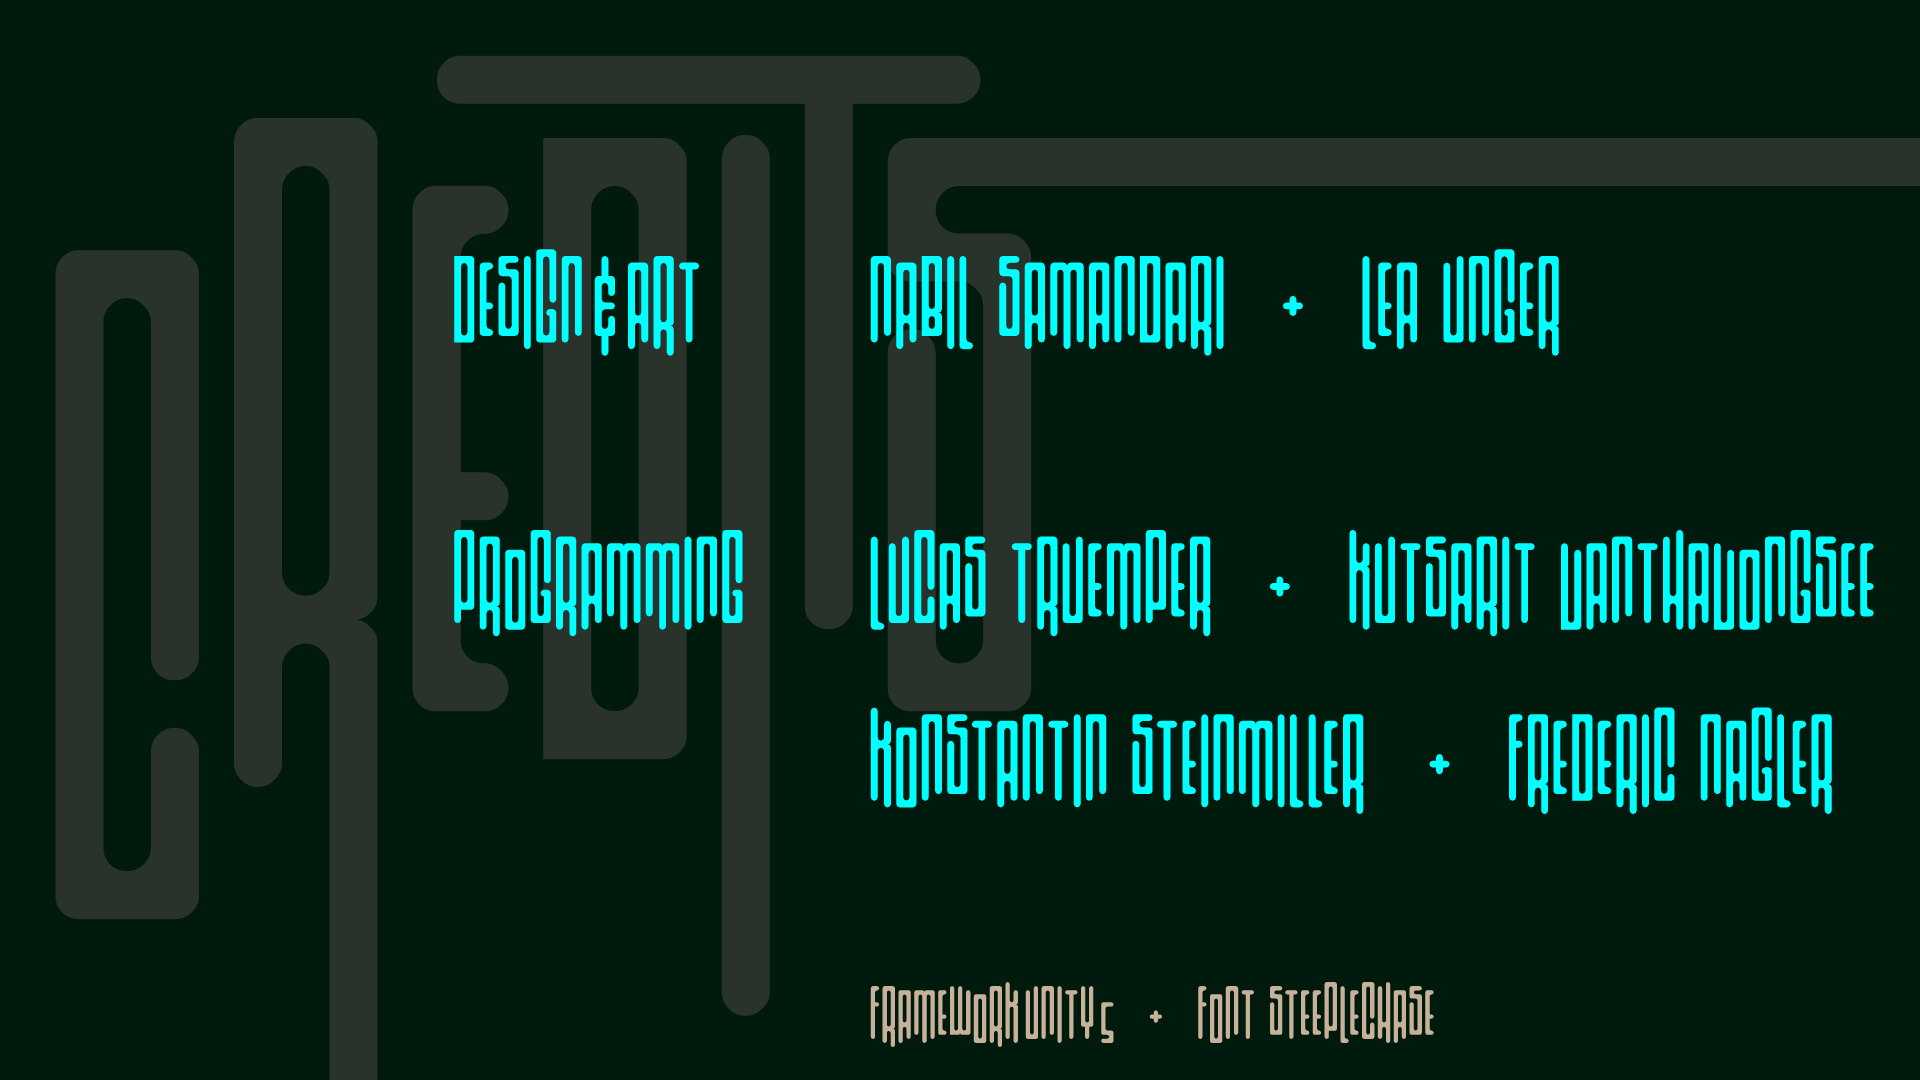 CREDITS
DESIGN & ART NABIL SAMANDARI + LEA UNGER
PROGRAMMING LUCAS TRUEMPER + KUTSARIT VANTHAVONGSEE
KONSTANTIN STEINMILLER + FREDERIC NAGLER
FRAMEWORK UNITY 5 + FONT STEEPLECHASE